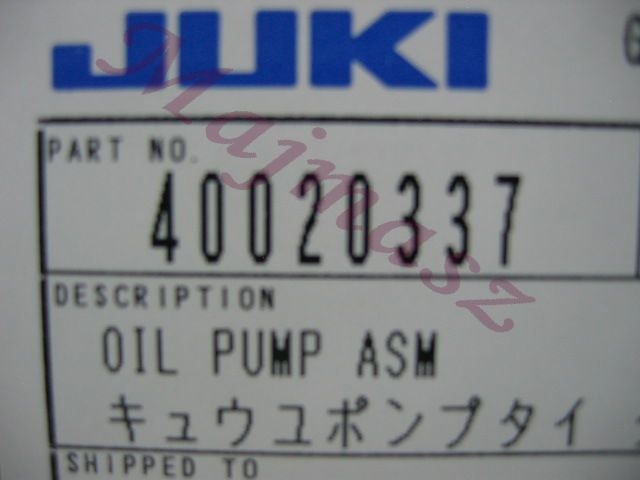 JUKI
PART NO.
40020337
DESCRIPTION
OIL PUMP ASM
キュウユポンプタイ
SHIPPED TO
Majmasz